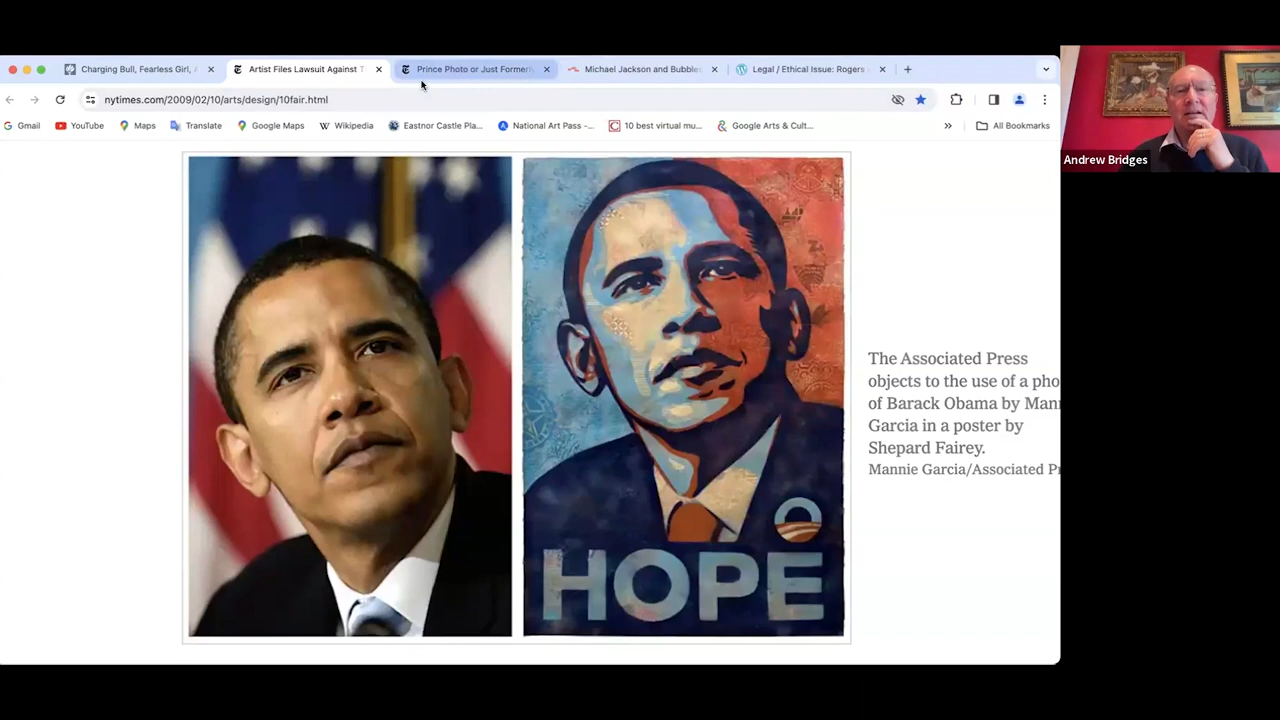 Charging Bull, Fearless Girl,
Artist Files Lawsuit Against T
Prince Photo or Just Formerl
Michael Jackson and Bubble
Legal / Ethical Issue: Rogers
nytimes.com/2009/02/10/arts/design/10fair.html
Gmail
YouTube
Maps
Translate
Google Maps
Wikipedia
Eastnor Castle Pla...
National Art Pass -...
10 best virtual mu...
Google Arts & Cult...
All Bookmarks
Andrew Bridges
HOPE
The Associated Press
objects to the use of a pho
of Barack Obama by Mann
Garcia in a poster by
Shepard Fairey.
Mannie Garcia/Associated Pr